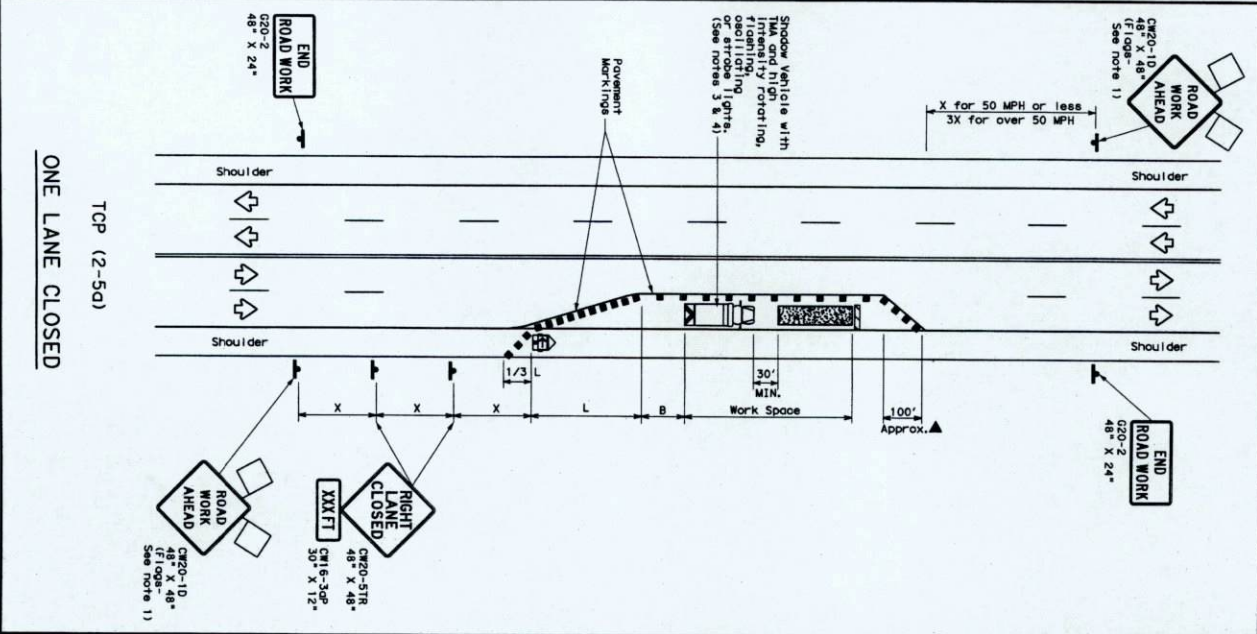 CW20-1D
48" X 48"
(Flags-
See note 1)
ROAD
WORK
AHEAD
X for 50 MPH or less
3X for over 50 MPH
Shadow Vehicle with
TMA and high
intensity rotating,
flashing,
oscillating
or strobe lights.
(See notes 3 & 4)
Pavement
Markings
END
ROAD WORK
G20-2
48" X 24"
Shoulder
Shoulder
Shoulder
Shoulder
1/3 L
30'
MIN.
X
X
X
L
B
Work Space
100'
Approx.▲
END
ROAD WORK
G20-2
48" X 24"
RIGHT
LANE
CLOSED
XXX FT
CW20-5TR
48" X 48"
CW16-3aP
30" X 12"
ROAD
WORK
AHEAD
CW20-1D
48" X 48"
(Flags-
See note 1)
TCP (2-5a)
ONE LANE CLOSED